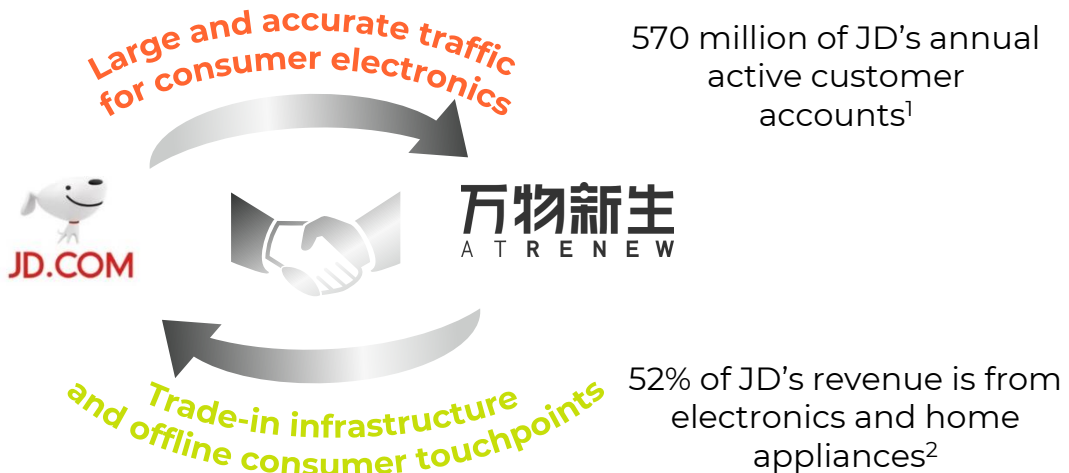 Large and accurate traffic
for consumer electronics
570 million of JD’s annual
active customer
accounts1
JD.COM
万物新生
ATRENEW
Trade-in infrastructure
and offline consumer touchpoints
52% of JD’s revenue is from
electronics and home
appliances2